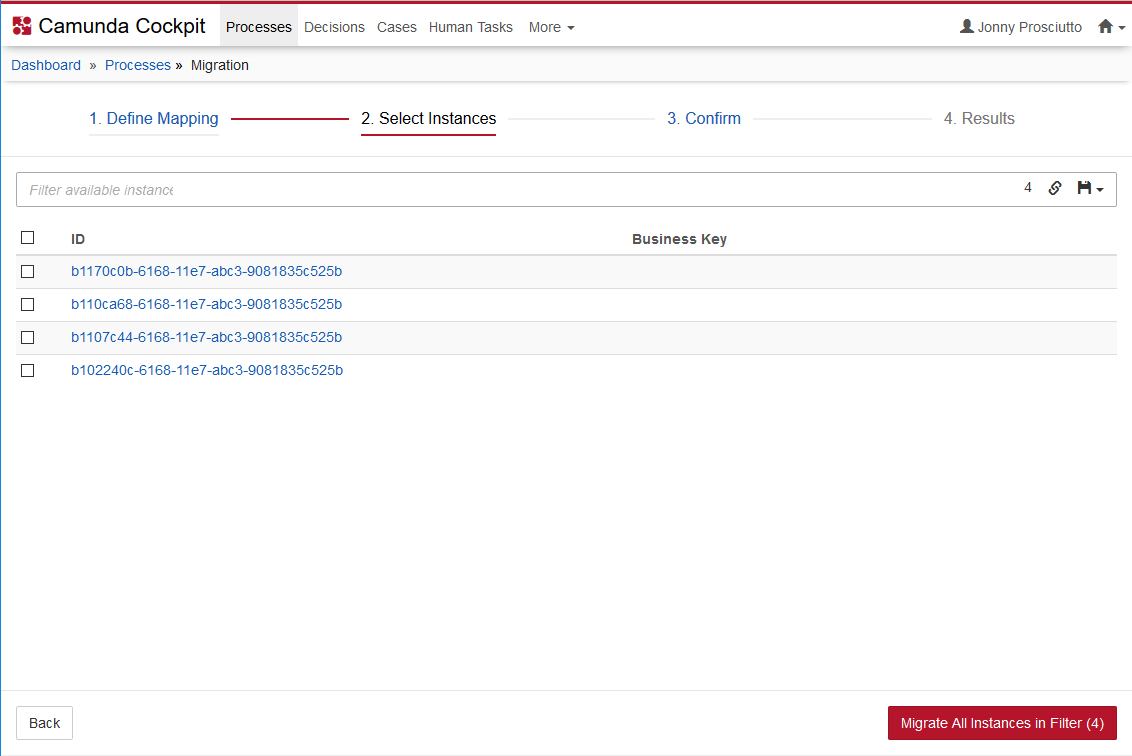 Camunda Cockpit Processes Decisions Cases Human Tasks More Jonny Prosciutto
Dashboard » Processes » Migration
1. Define Mapping 2. Select Instances 3. Confirm 4. Results
Filter available instance 4
ID Business Key
b1170c0b-6168-11e7-abc3-9081835c525b
b110ca68-6168-11e7-abc3-9081835c525b
b1107c44-6168-11e7-abc3-9081835c525b
b102240c-6168-11e7-abc3-9081835c525b
Back Migrate All Instances in Filter (4)